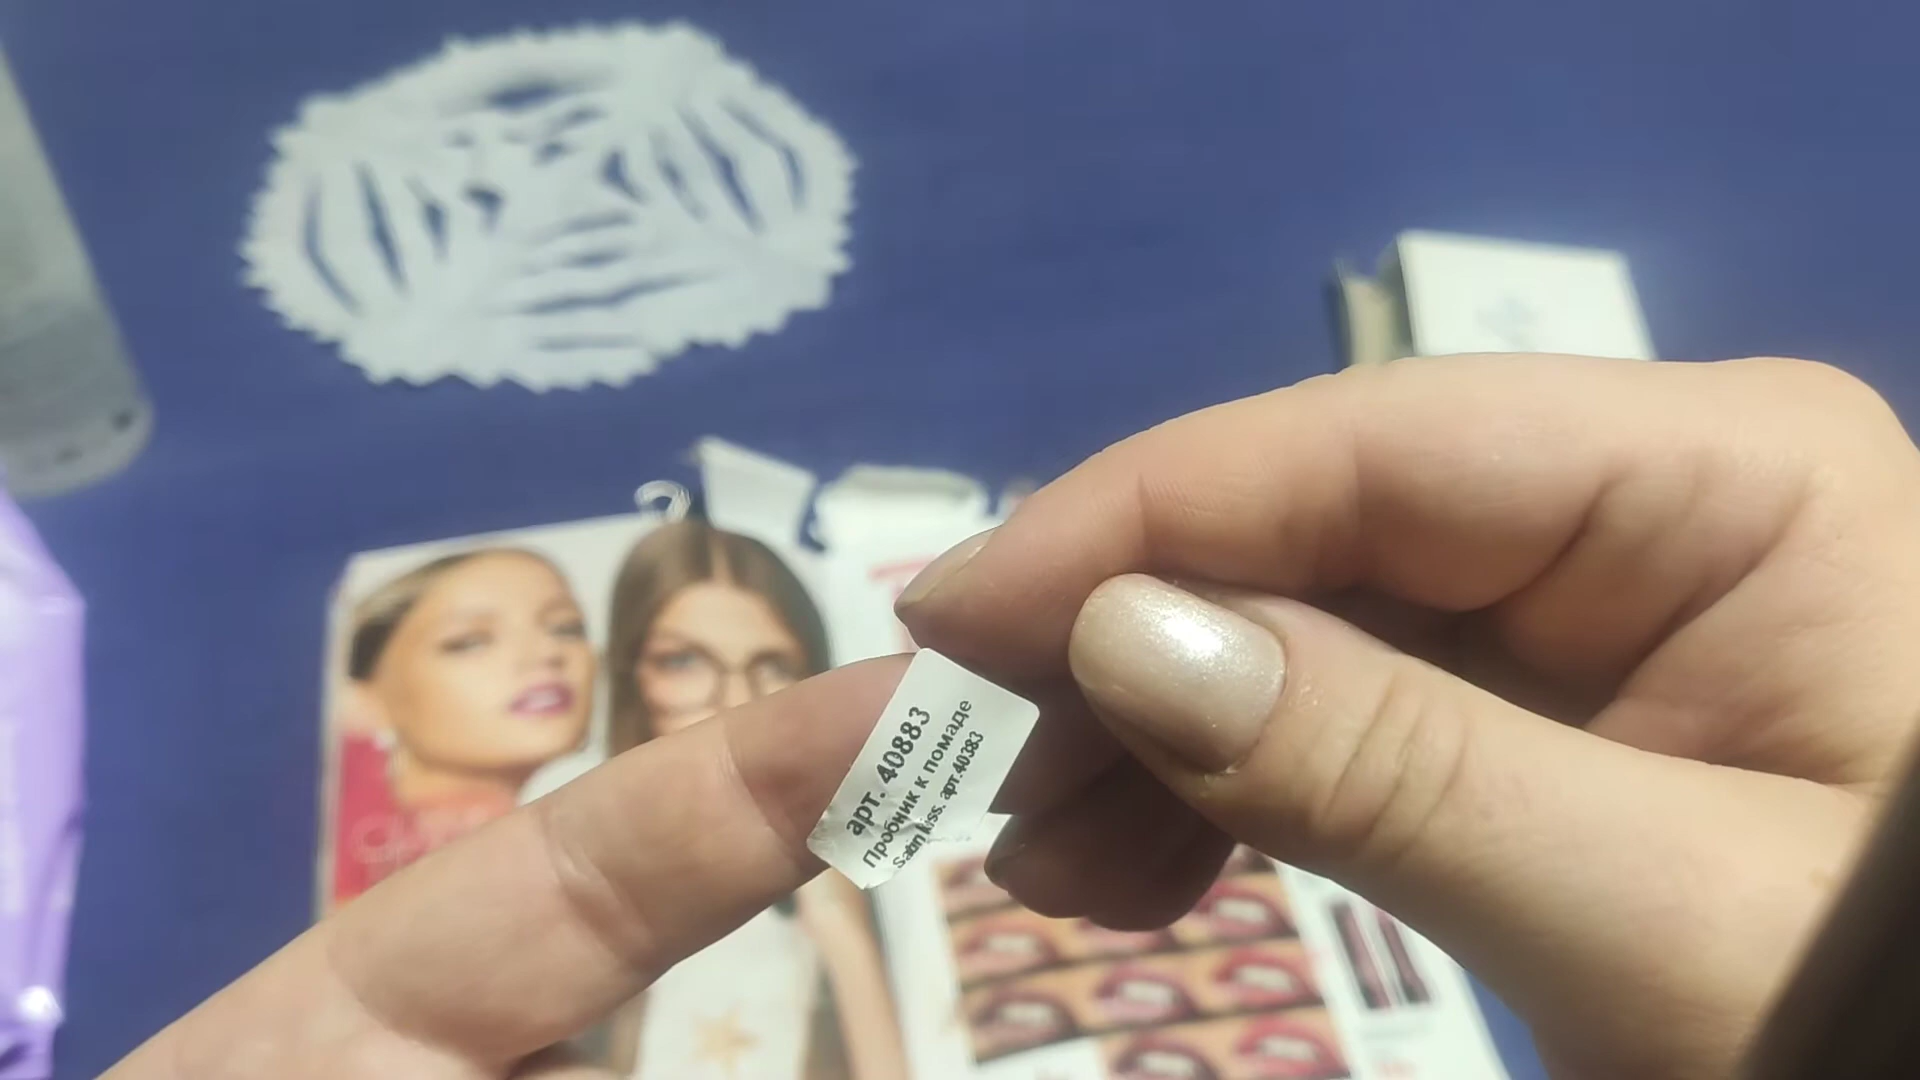 арт. 40883
Пробник к помаде
Satin kiss. арт.40383